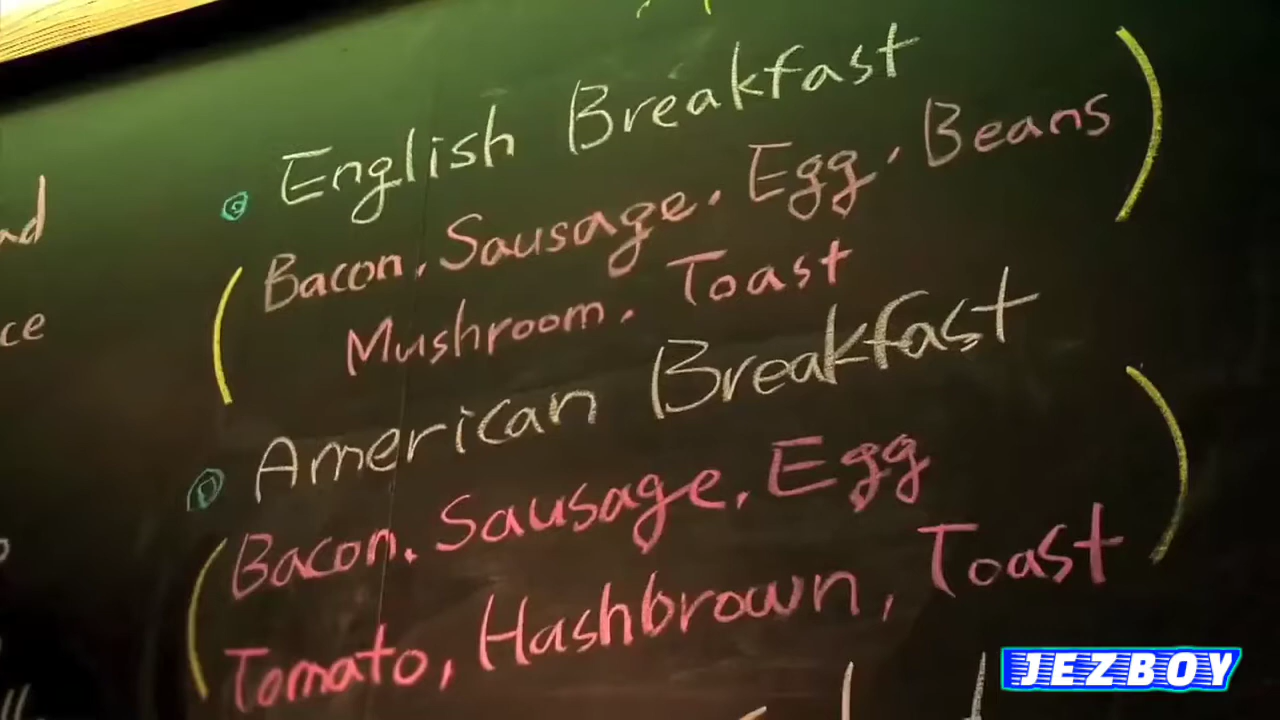 English Breakfast
(Bacon, Sausage, Egg, Beans
Mushroom, Toast)
American Breakfast
(Bacon, Sausage, Egg
Tomato, Hashbrown, Toast)
JEZBOY